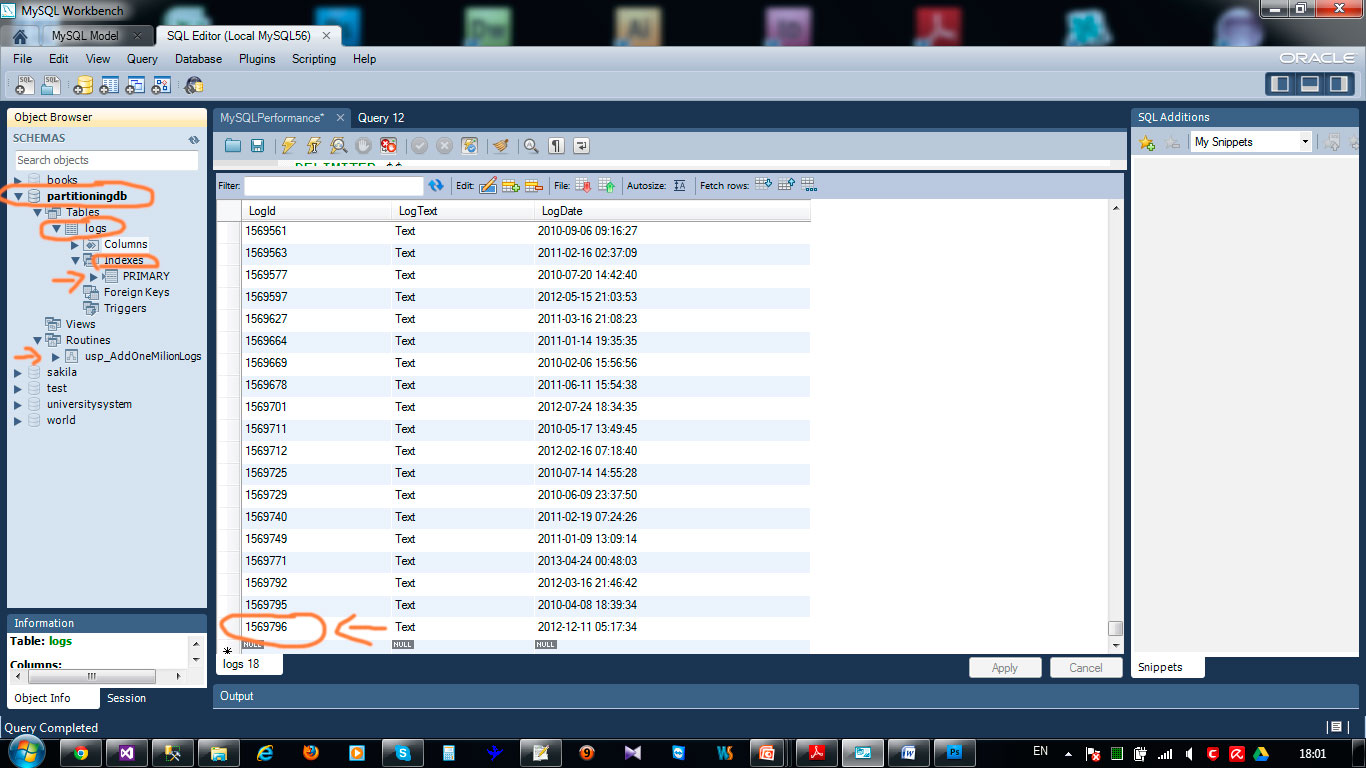 MySQL Workbench
MySQL Model
SQL Editor (Local MySQL56)
File Edit View Query Database Plugins Scripting Help
ORACLE
Object Browser
SCHEMAS
Search objects
books
partitioningdb
Tables
logs
Columns
Indexes
PRIMARY
Foreign Keys
Triggers
Views
Routines
usp_AddOneMilionLogs
sakila
test
universitysystem
world
Information
Table: logs
Columns:
Object Info Session
MySQLPerformance* Query 12
DELIMITER $$
Filter: Edit: File: Autosize: Fetch rows:
LogId LogText LogDate
1569561 Text 2010-09-06 09:16:27
1569563 Text 2011-02-16 02:37:09
1569577 Text 2010-07-20 14:42:40
1569597 Text 2012-05-15 21:03:53
1569627 Text 2011-03-16 21:08:23
1569664 Text 2011-01-14 19:35:35
1569669 Text 2010-02-06 15:56:56
1569678 Text 2011-06-11 15:54:38
1569701 Text 2012-07-24 18:34:35
1569711 Text 2010-05-17 13:49:45
1569712 Text 2012-02-16 07:18:40
1569725 Text 2010-07-14 14:55:28
1569729 Text 2010-06-09 23:37:50
1569740 Text 2011-02-19 07:24:26
1569749 Text 2011-01-09 13:09:14
1569771 Text 2013-04-24 00:48:03
1569792 Text 2012-03-16 21:46:42
1569795 Text 2010-04-08 18:39:34
1569796 Text 2012-12-11 05:17:34
NULL NULL NULL
logs 18
Apply Cancel
Output
SQL Additions
My Snippets
Snippets
Query Completed
EN 18:01